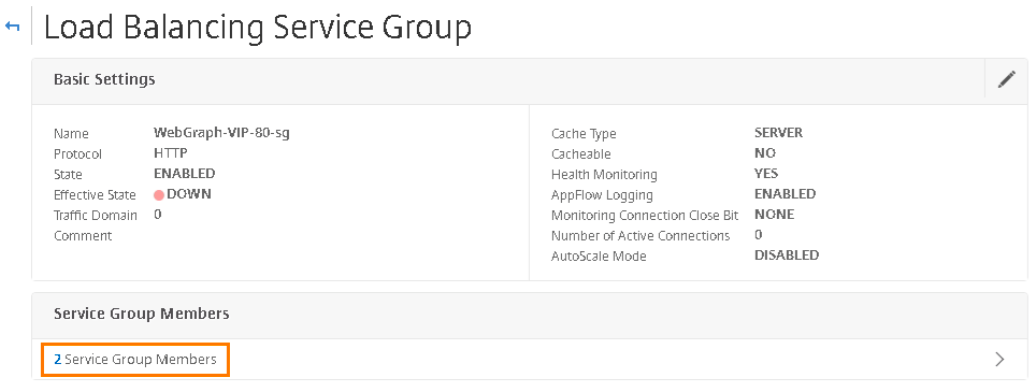 Load Balancing Service Group
Basic Settings
Name WebGraph-VIP-80-sg
Protocol HTTP
State ENABLED
Effective State DOWN
Traffic Domain 0
Comment
Cache Type SERVER
Cacheable NO
Health Monitoring YES
AppFlow Logging ENABLED
Monitoring Connection Close Bit NONE
Number of Active Connections 0
AutoScale Mode DISABLED
Service Group Members
2 Service Group Members